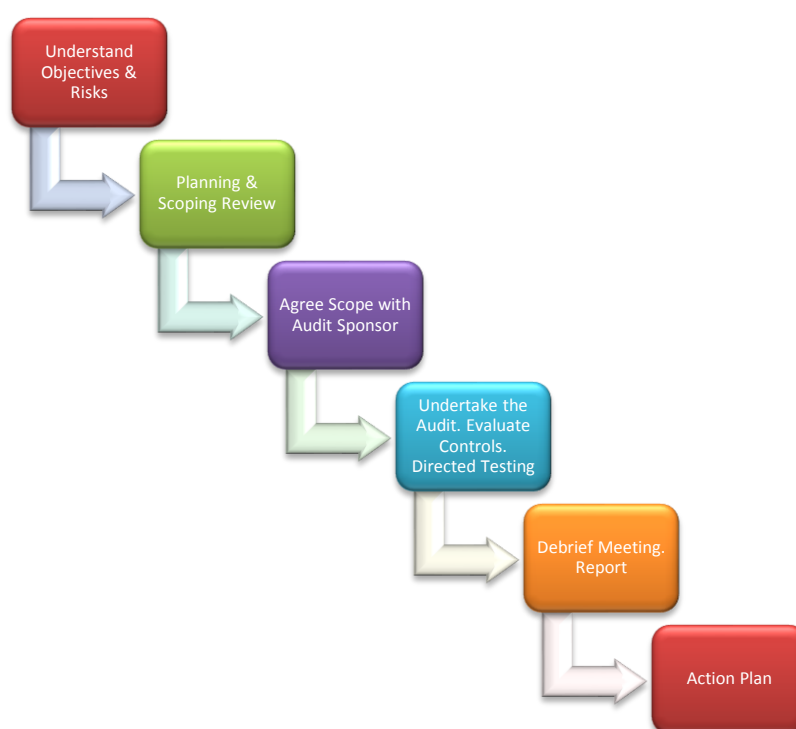 Understand
Objectives &
Risks
Planning &
Scoping Review
Agree Scope with
Audit Sponsor
Undertake the
Audit. Evaluate
Controls.
Directed Testing
Debrief Meeting.
Report
Action Plan